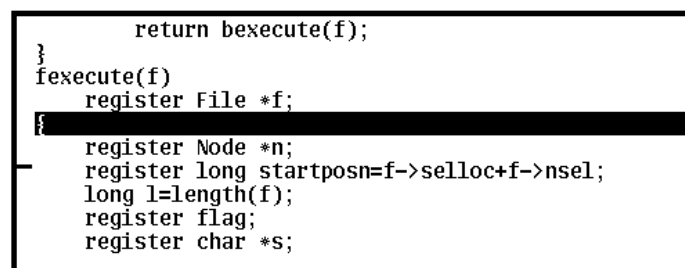 return bexecute(f);
}
fexecute(f)
register File *f;
{
register Node *n;
register long startposn=f->selloc+f->nsel;
long l=length(f);
register flag;
register char *s;